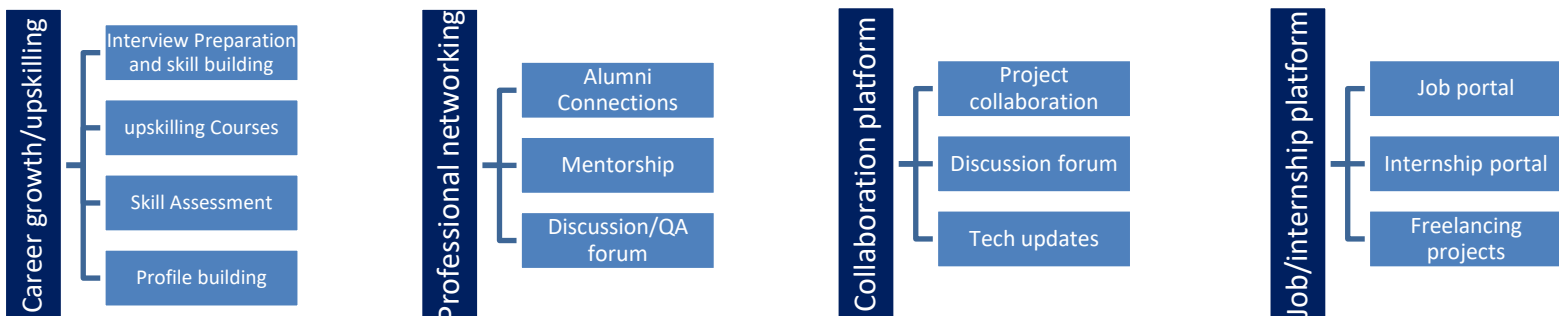 Career growth/upskilling
Interview Preparation
and skill building
upskilling Courses
Skill Assessment
Profile building
Professional networking
Alumni
Connections
Mentorship
Discussion/QA
forum
Collaboration platform
Project
collaboration
Discussion forum
Tech updates
Job/internship platform
Job portal
Internship portal
Freelancing
projects